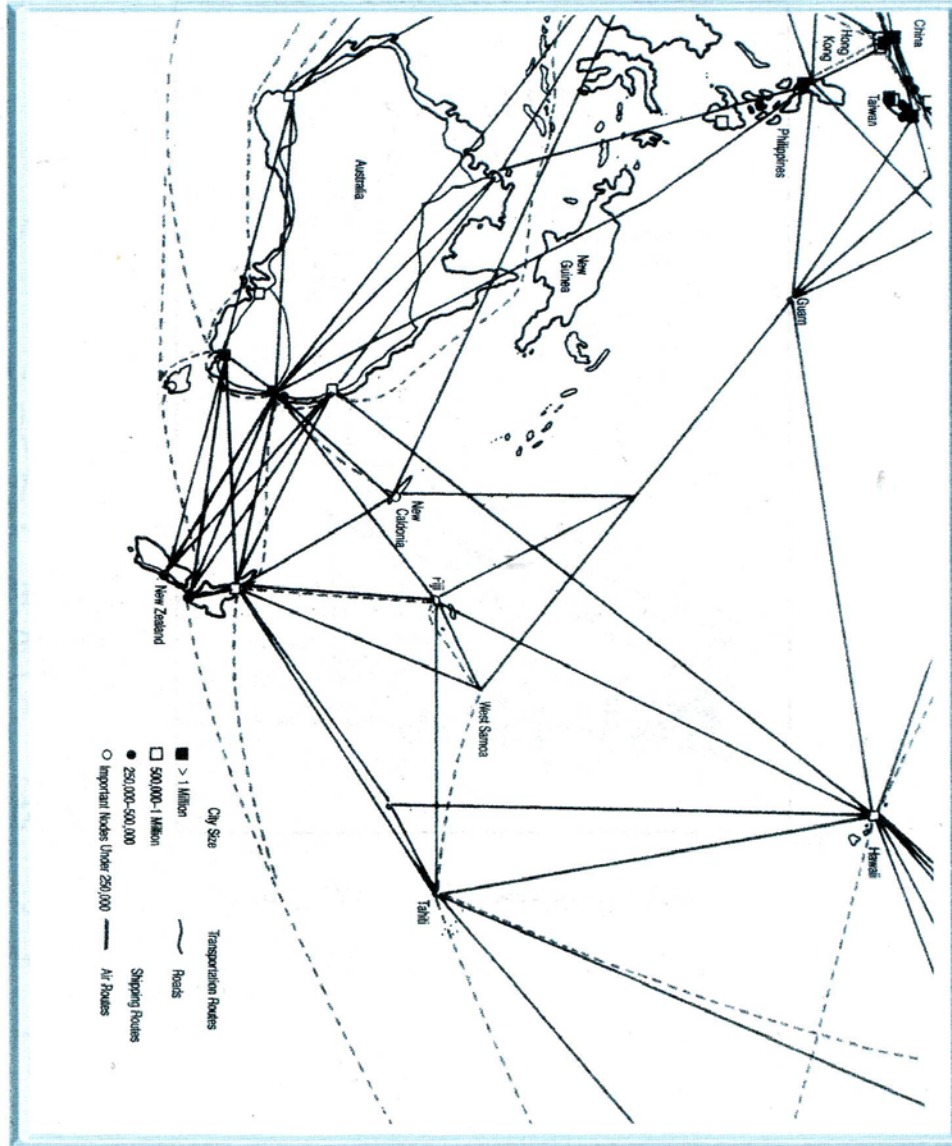 China
Hong
Kong
Taiwan
Philippines
Guam
Hawaii
New
Guinea
Australia
New
Caldonia
Fiji
West Samoa
Tahiti
New Zealand
City Size
> 1 Million
500,000–1 Million
250,000–500,000
Important Nodes Under 250,000
Transportation Routes
Roads
Shipping Routes
Air Routes